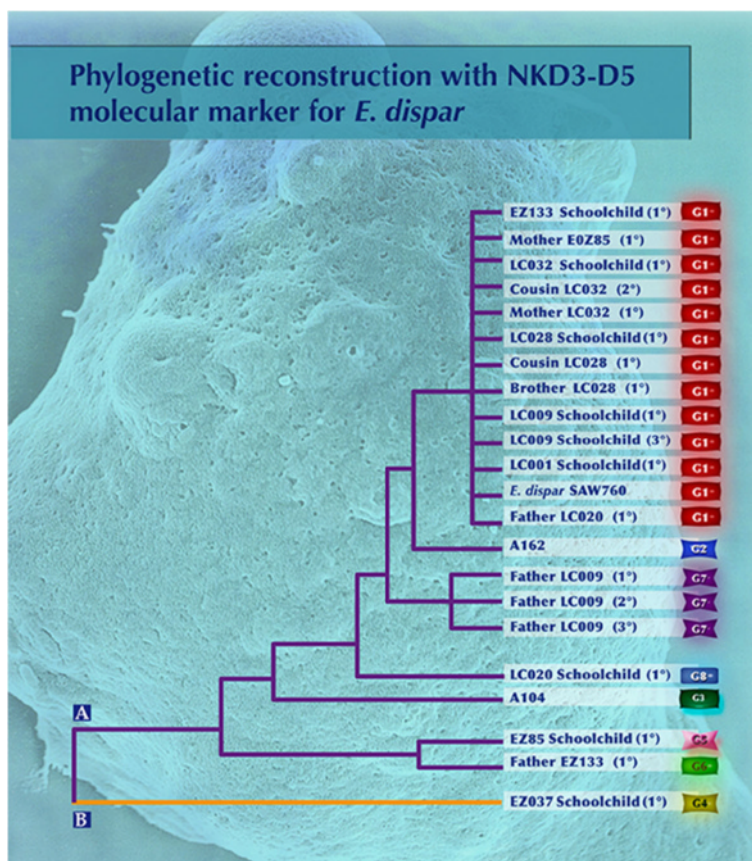 Phylogenetic reconstruction with NKD3-D5
molecular marker for E. dispar
EZ133 Schoolchild (1°) G1+
Mother E0Z85 (1°) G1+
LC032 Schoolchild (1°) G1+
Cousin LC032 (2°) G1+
Mother LC032 (1°) G1+
LC028 Schoolchild (1°) G1+
Cousin LC028 (1°) G1+
Brother LC028 (1°) G1+
LC009 Schoolchild (1°) G1+
LC009 Schoolchild (3°) G1+
LC001 Schoolchild (1°) G1+
E. dispar SAW760 G1+
Father LC020 (1°) G1+
A162 G2
Father LC009 (1°) G7
Father LC009 (2°) G7
Father LC009 (3°) G7
LC020 Schoolchild (1°) G8+
A104 G3
A
EZ85 Schoolchild (1°) G5
Father EZ133 (1°) G6+
EZ037 Schoolchild (1°) G4
B